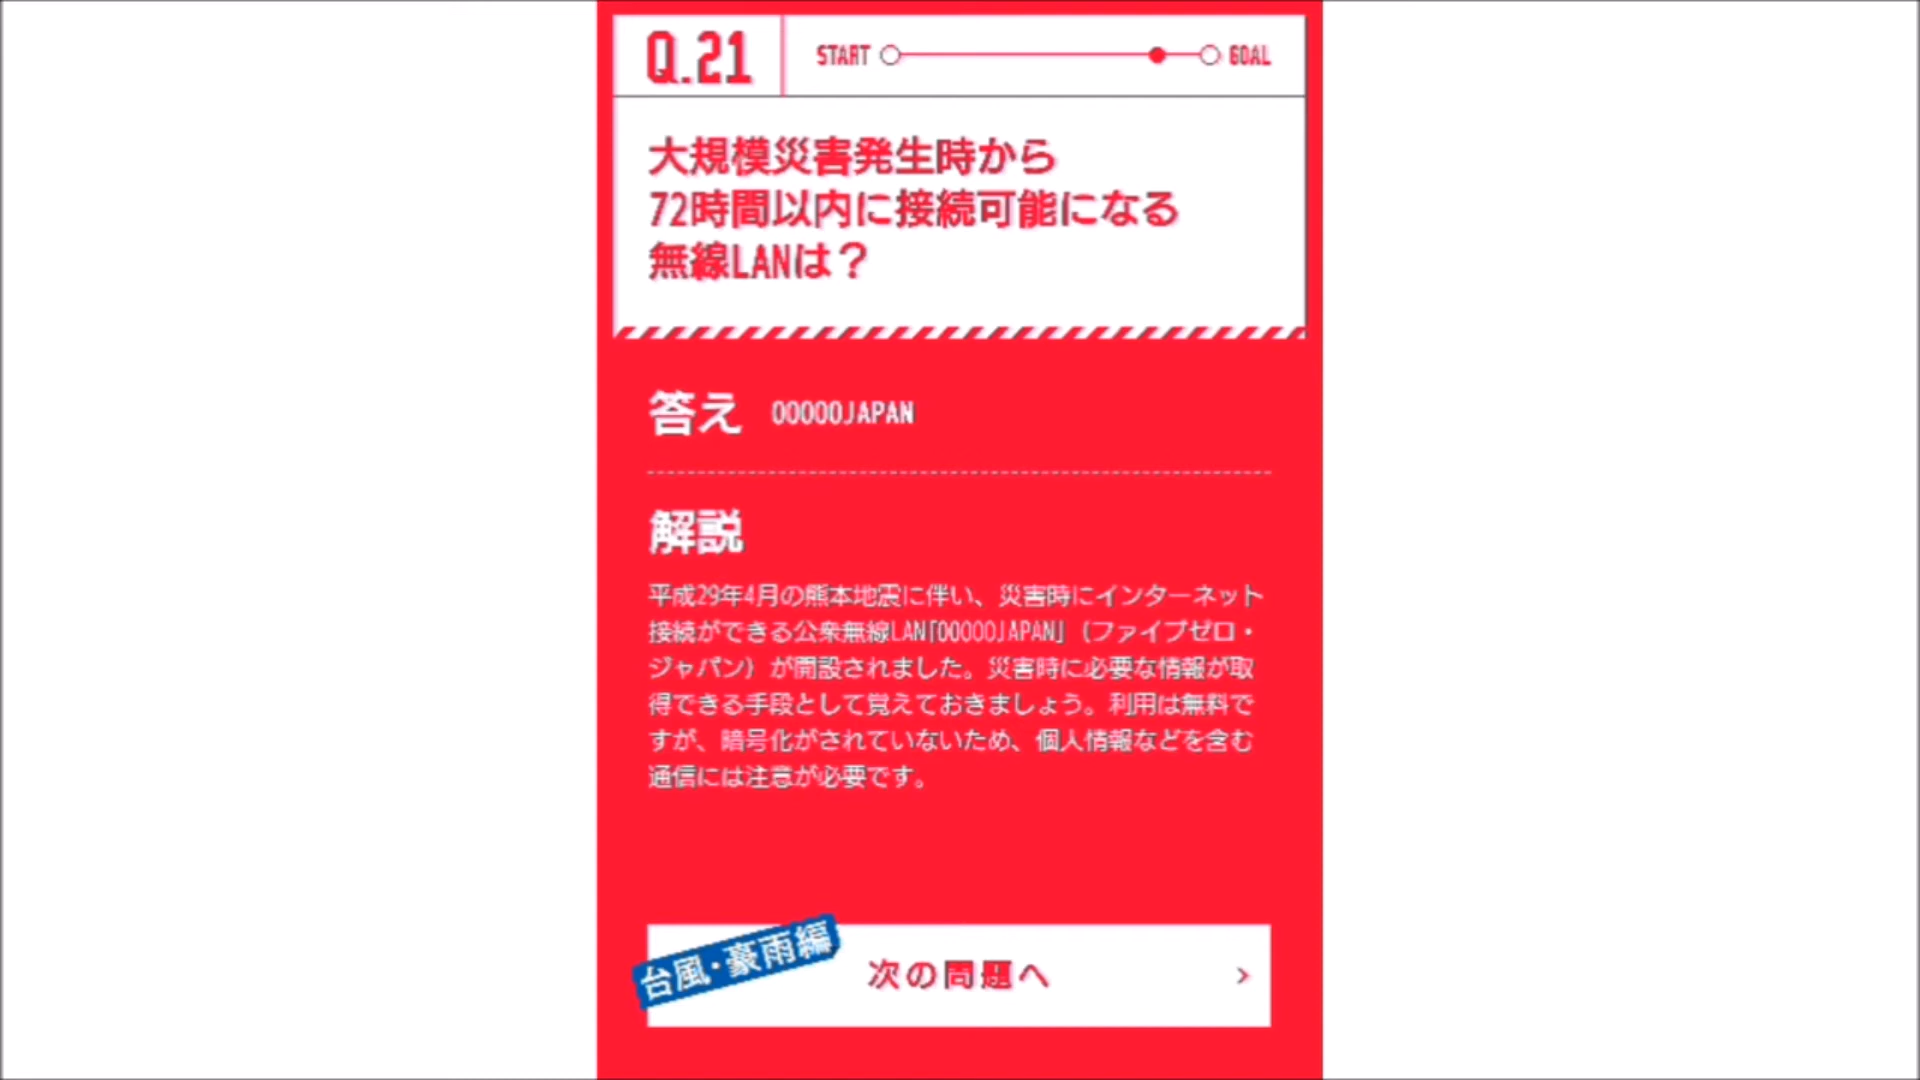 Q.21
START GOAL
大規模災害発生時から
72時間以内に接続可能になる
無線LANは？
答え 00000JAPAN
解説
平成29年4月の熊本地震に伴い、災害時にインターネット
接続ができる公衆無線LAN「00000JAPAN」（ファイブゼロ・
ジャパン）が開設されました。災害時に必要な情報が取
得できる手段として覚えておきましょう。利用は無料で
すが、暗号化がされていないため、個人情報などを含む
通信には注意が必要です。
台風・豪雨編
次の問題へ